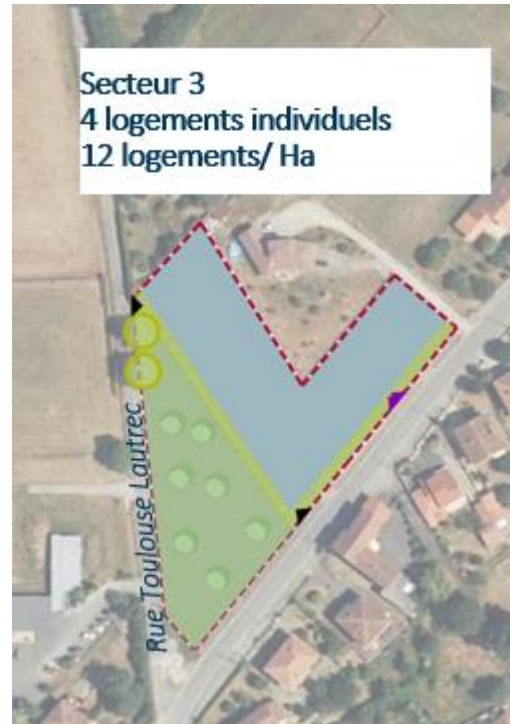 Secteur 3
4 logements individuels
12 logements/ Ha
Rue Toulouse Lautrec